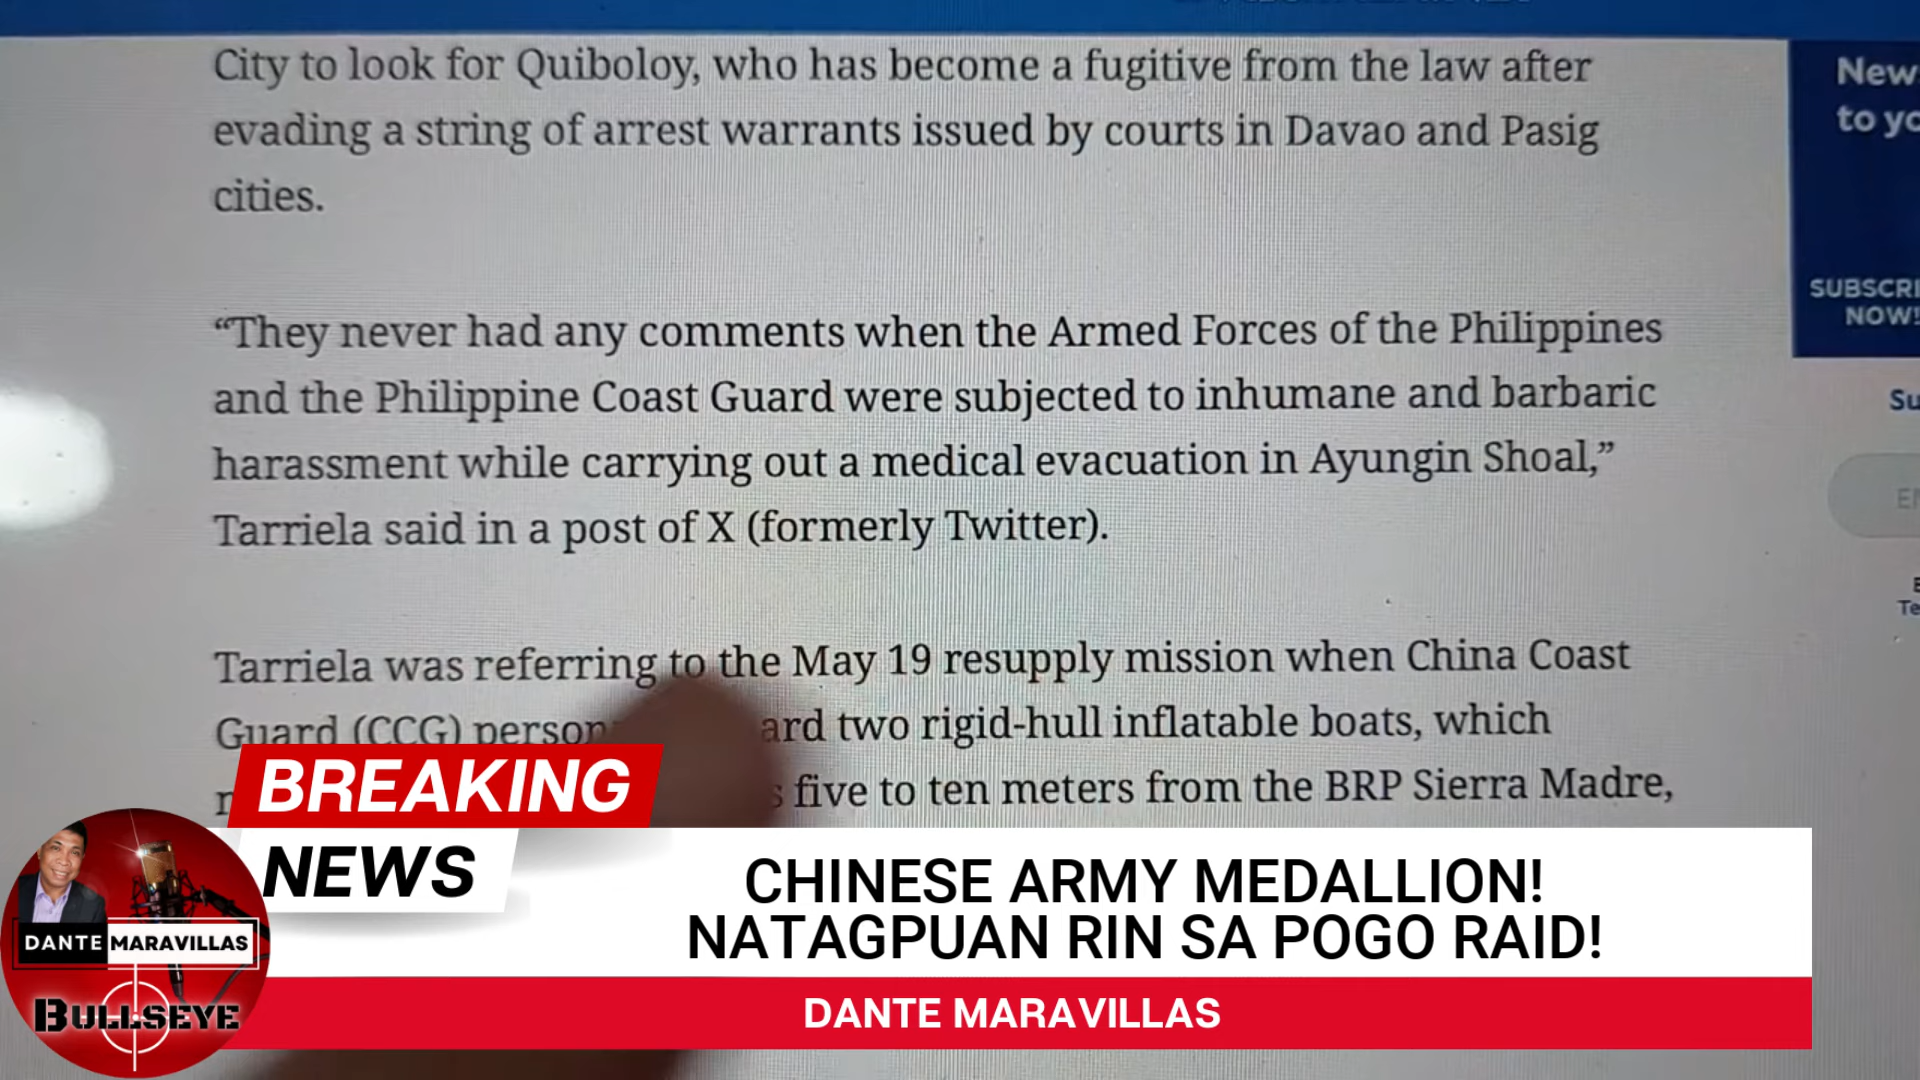 City to look for Quiboloy, who has become a fugitive from the law after
evading a string of arrest warrants issued by courts in Davao and Pasig
cities.
“They never had any comments when the Armed Forces of the Philippines
and the Philippine Coast Guard were subjected to inhumane and barbaric
harassment while carrying out a medical evacuation in Ayungin Shoal,”
Tarriela said in a post of X (formerly Twitter).
Tarriela was referring to the May 19 resupply mission when China Coast
Guard (CCG) two rigid-hull inflatable boats, which
five to ten meters from the BRP Sierra Madre,
New
to
NOW!
BREAKING
NEWS
CHINESE ARMY MEDALLION!
NATAGPUAN RIN SA POGO RAID!
DANTE MARAVILLAS
DANTE MARAVILLAS
BULLSEYE